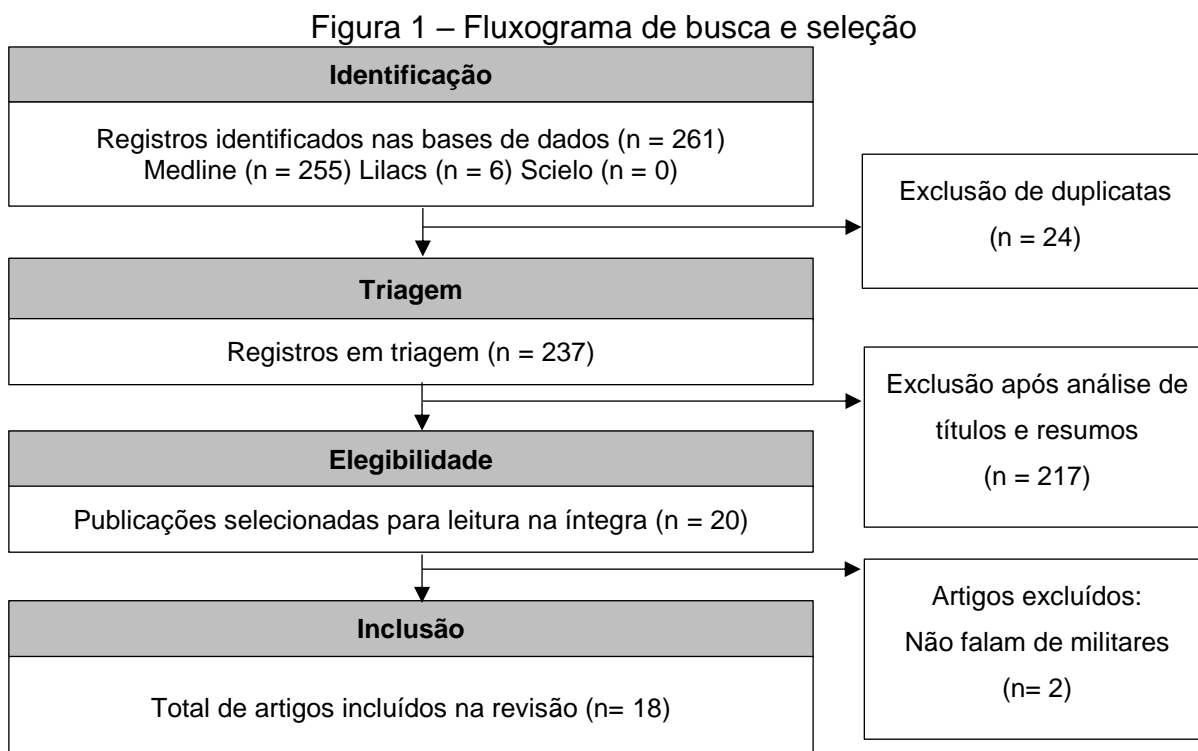 Figura 1 – Fluxograma de busca e seleção
Identificação
Registros identificados nas bases de dados (n = 261)
Medline (n = 255) Lilacs (n = 6) Scielo (n = 0)
Exclusão de duplicatas
(n = 24)
Triagem
Registros em triagem (n = 237)
Exclusão após análise de
títulos e resumos
(n = 217)
Elegibilidade
Publicações selecionadas para leitura na íntegra (n = 20)
Artigos excluídos:
Não falam de militares
(n= 2)
Inclusão
Total de artigos incluídos na revisão (n= 18)